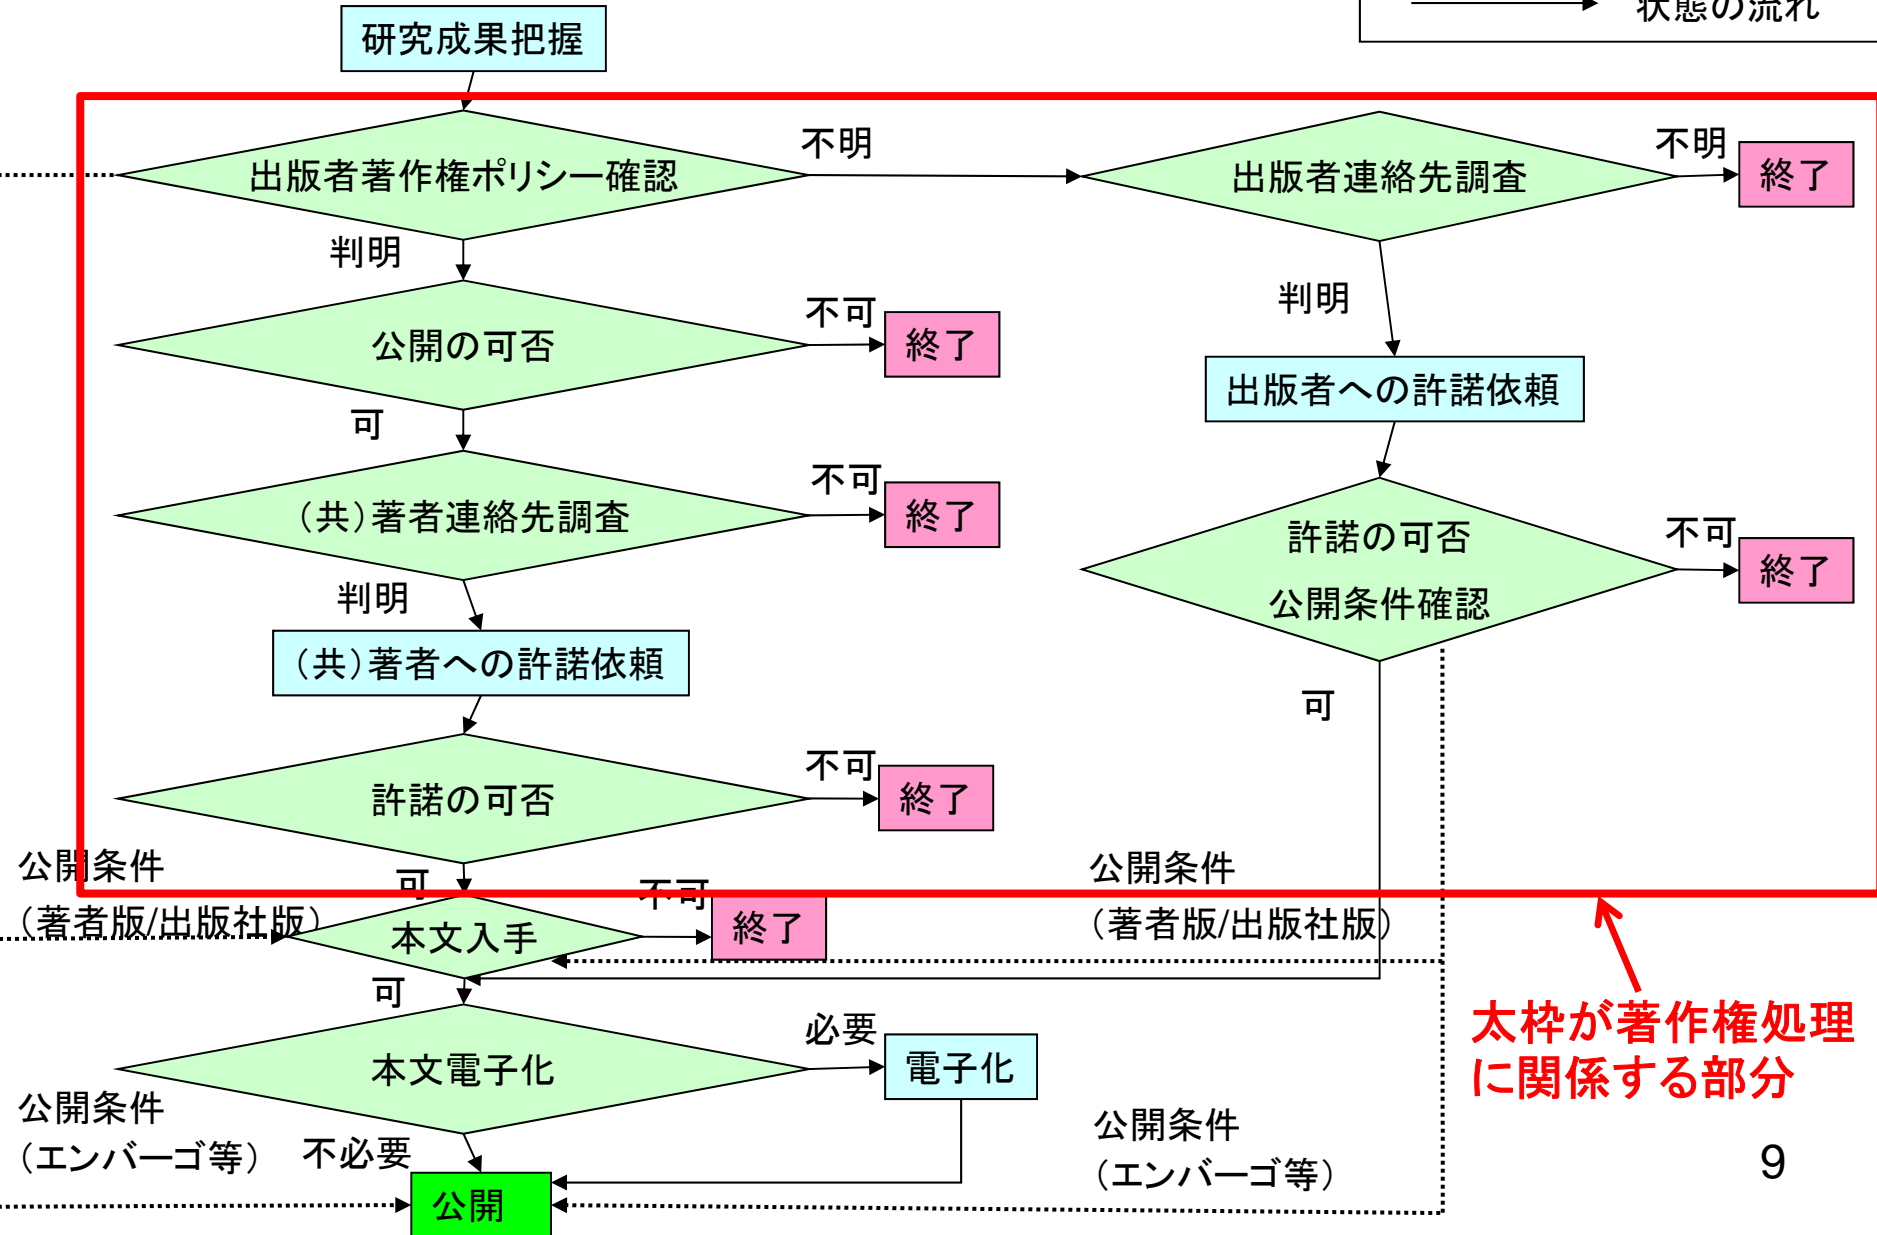 状態の流れ
研究成果把握
出版者著作権ポリシー確認
不明
出版者連絡先調査
不明
終了
判明
判明
公開の可否
不可
終了
出版者への許諾依頼
可
(共)著者連絡先調査
不可
終了
許諾の可否
公開条件確認
不可
終了
判明
(共)著者への許諾依頼
可
許諾の可否
不可
終了
公開条件
(著者版/出版社版)
可
不可
公開条件
(著者版/出版社版)
本文入手
終了
可
本文電子化
必要
電子化
太枠が著作権処理
に関係する部分
公開条件
(エンバーゴ等)
不必要
公開条件
(エンバーゴ等)
公開
9